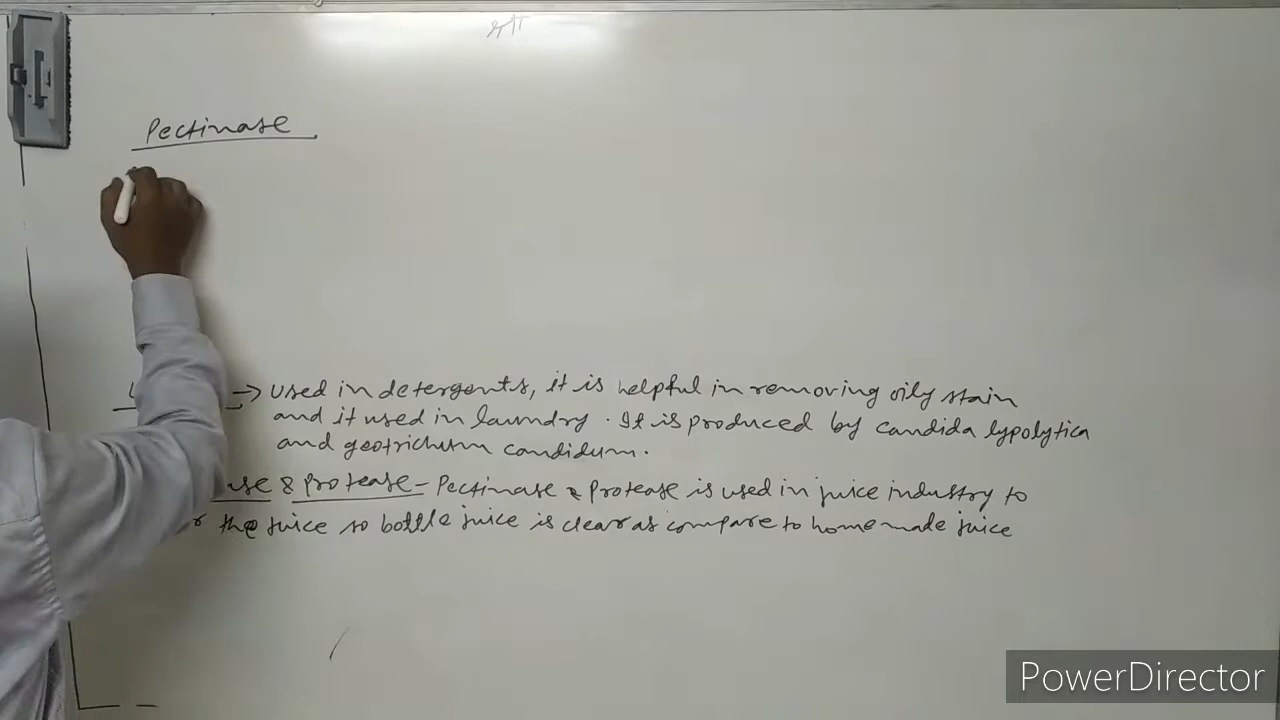 Pectinase
→ used in detergents, it is helpful in removing oily stain
and it used in laundry. It is produced by candida lypolytica
and geotrichum candidum.
& Protease - Pectinase & Protease is used in juice industry to
the juice so bottle juice is clear as compare to home made juice
PowerDirector